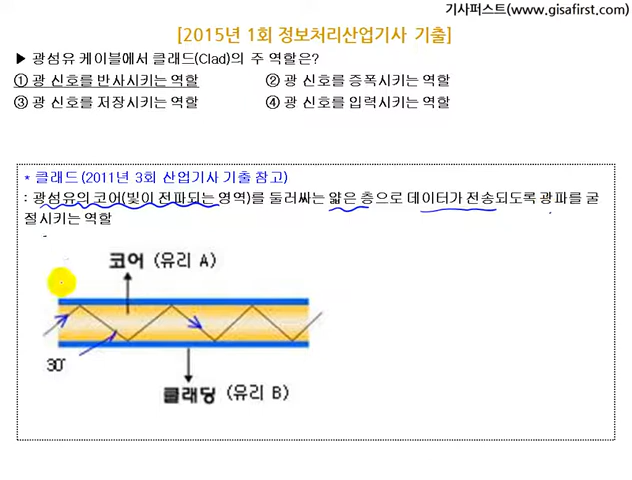 기사퍼스트(www.gisafirst.com)
[2015년 1회 정보처리산업기사 기출]
▶ 광섬유 케이블에서 클래드(Clad)의 주 역할은?
① 광 신호를 반사시키는 역할 ② 광 신호를 증폭시키는 역할
③ 광 신호를 저장시키는 역할 ④ 광 신호를 입력시키는 역할
* 클래드 (2011년 3회 산업기사 기출 참고)
: 광섬유의 코어(빛이 전파되는 영역)를 둘러싸는 얇은 층으로 데이터가 전송되도록 광파를 굴
절시키는 역할
코어 (유리 A)
30°
클래딩 (유리 B)